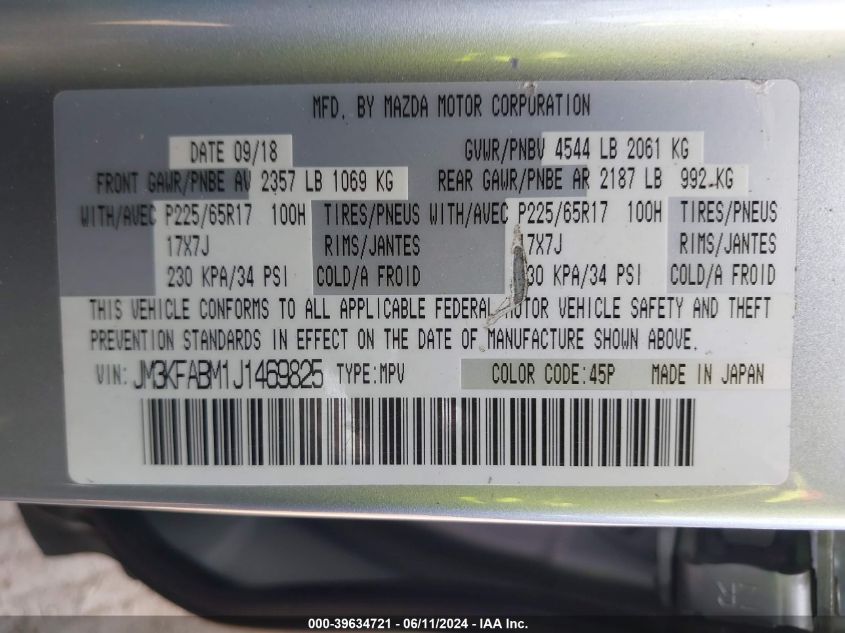 MFD. BY MAZDA MOTOR CORPORATION
DATE 09/18 GVWR/PNBV 4544 LB 2061 KG
FRONT GAWR/PNBE AV 2357 LB 1069 KG REAR GAWR/PNBE AR 2187 LB 992 KG
WITH/AVEC P225/65R17 100H TIRES/PNEUS WITH/AVEC P225/65R17 100H TIRES/PNEUS
17X7J RIMS/JANTES 17X7J RIMS/JANTES
230 KPA/34 PSI COLD/A FROID 230 KPA/34 PSI COLD/A FROID
THIS VEHICLE CONFORMS TO ALL APPLICABLE FEDERAL MOTOR VEHICLE SAFETY AND THEFT
PREVENTION STANDARDS IN EFFECT ON THE DATE OF MANUFACTURE SHOWN ABOVE.
VIN: JM3KFABM1J1469825 TYPE:MPV COLOR CODE:45P MADE IN JAPAN
000-39634721 - 06/11/2024 - IAA Inc.